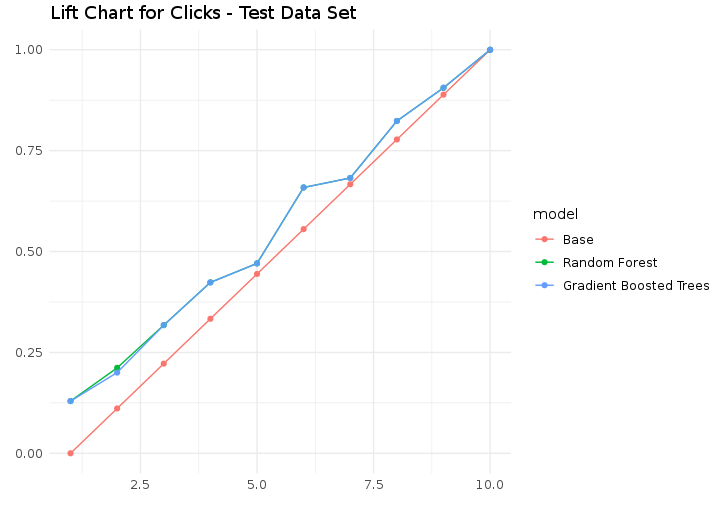 Lift Chart for Clicks - Test Data Set
1.00
0.75
0.50
0.25
0.00
2.5
5.0
7.5
10.0
model
Base
Random Forest
Gradient Boosted Trees